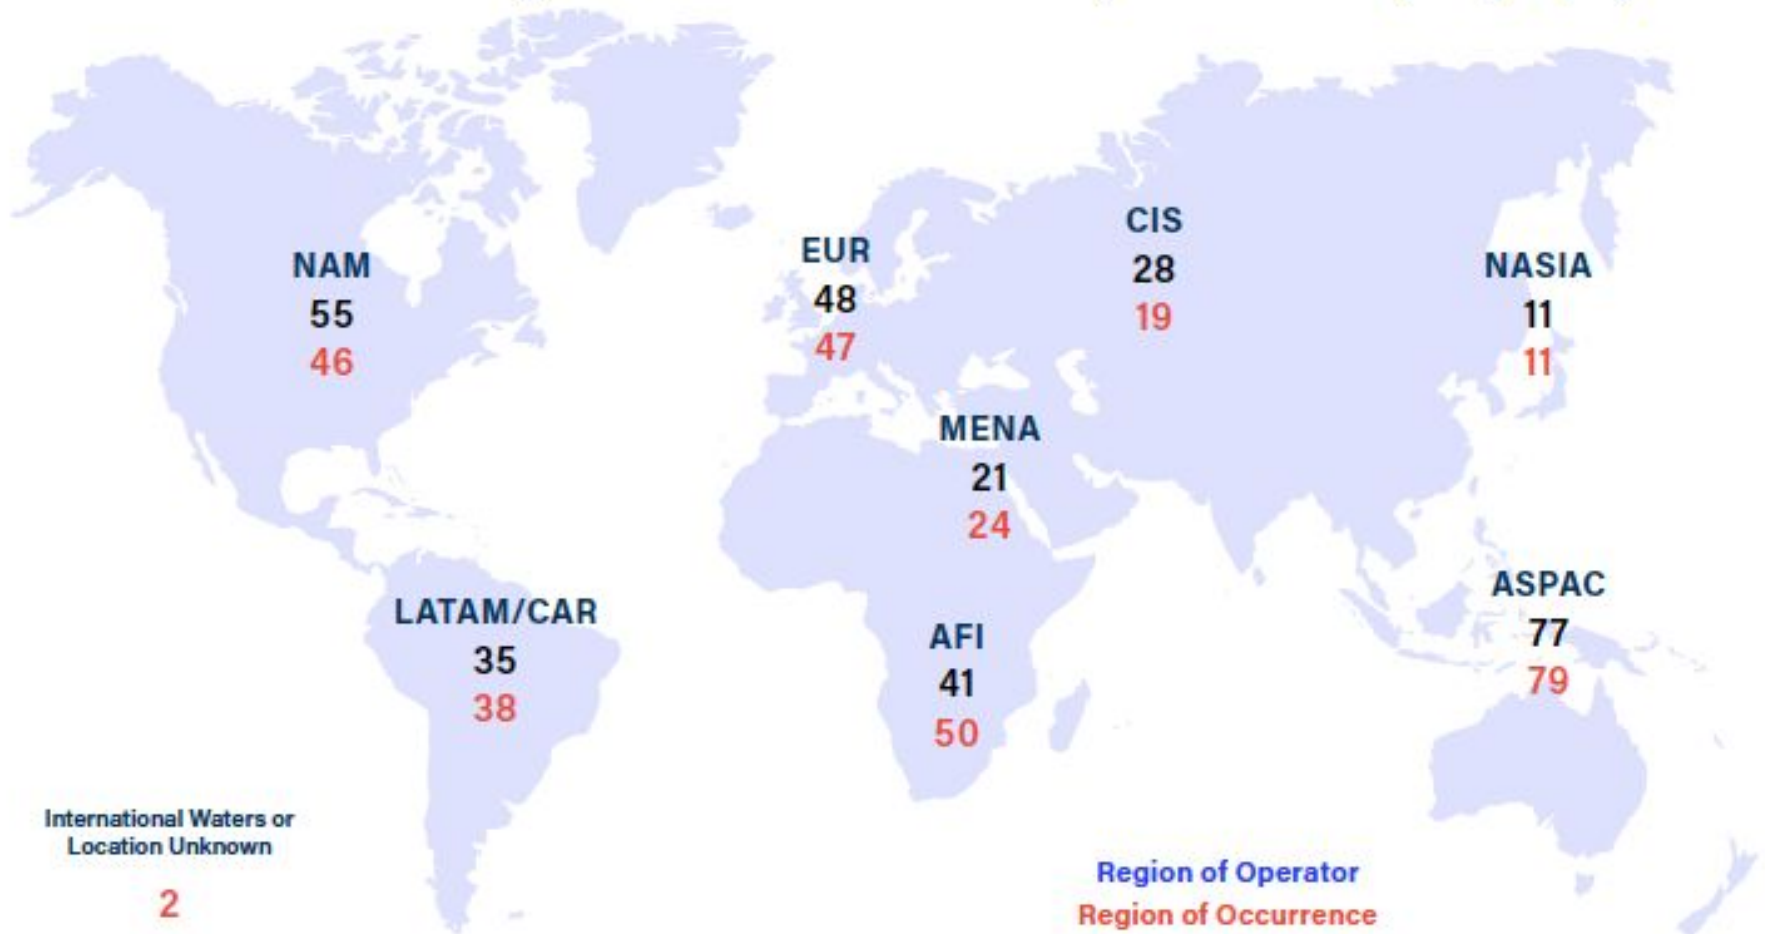 NAM
55
46
EUR
48
47
CIS
28
19
NASIA
11
11
MENA
21
24
LATAM/CAR
35
38
AFI
41
50
ASPAC
77
79
International Waters or
Location Unknown
2
Region of Operator
Region of Occurrence